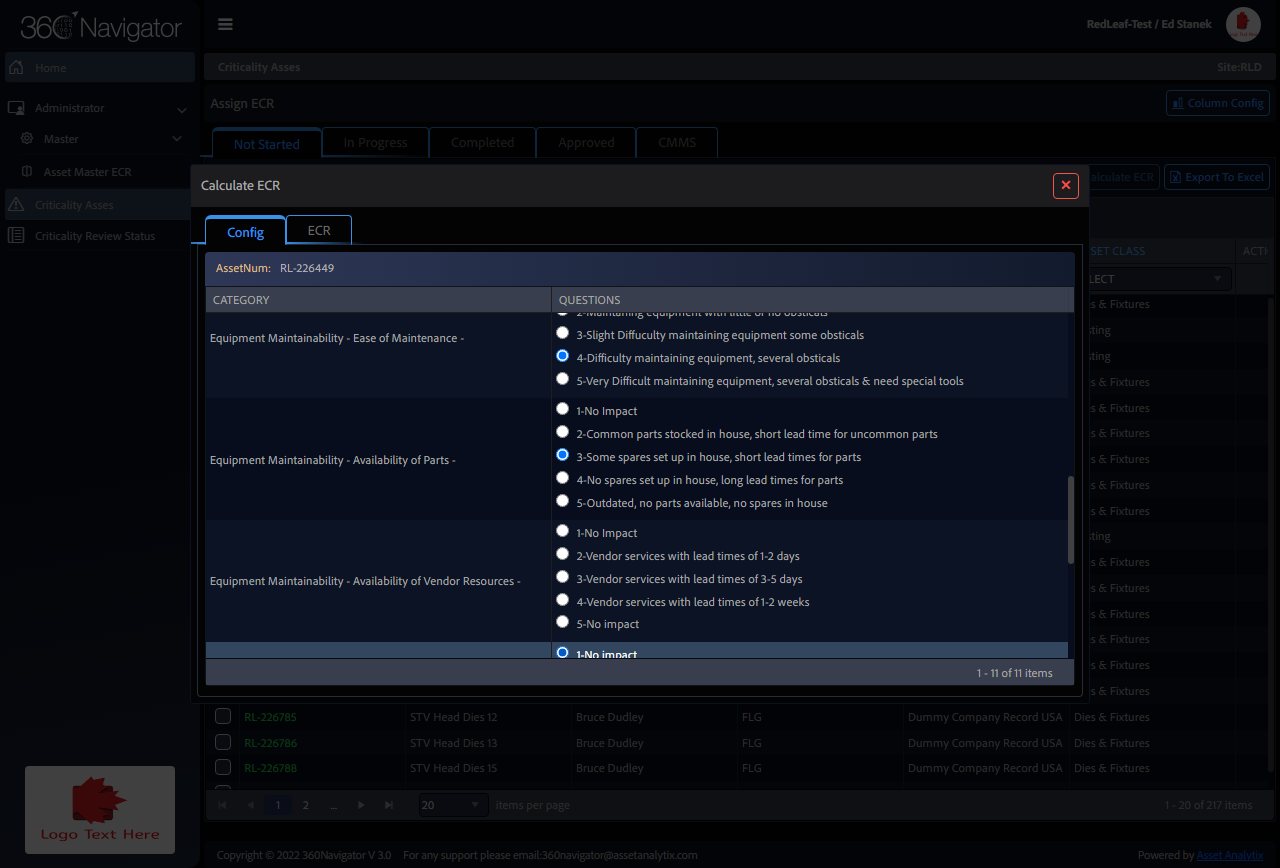 360 Navigator
RedLeaf-Test / Ed Stanek
Home
Criticality Asses
Site:RLD
Administrator
Assign ECR
Column Config
Master
Not Started
In Progress
Completed
Approved
CMMS
Asset Master ECR
Calculate ECR
alculate ECR
Export To Excel
Criticality Asses
Config
ECR
Criticality Review Status
SET CLASS
ACTI
AssetNum: RL-226449
LECT
CATEGORY
QUESTIONS
2-Maintaining equipment with little or no obsticals
Equipment Maintainability - Ease of Maintenance -
3-Slight Diffuculty maintaining equipment some obsticals
4-Difficulty maintaining equipment, several obsticals
5-Very Difficult maintaining equipment, several obsticals & need special tools
Equipment Maintainability - Availability of Parts -
1-No Impact
2-Common parts stocked in house, short lead time for uncommon parts
3-Some spares set up in house, short lead times for parts
4-No spares set up in house, long lead times for parts
5-Outdated, no parts available, no spares in house
Equipment Maintainability - Availability of Vendor Resources -
1-No Impact
2-Vendor services with lead times of 1-2 days
3-Vendor services with lead times of 3-5 days
4-Vendor services with lead times of 1-2 weeks
5-No impact
1-No impact
1 - 11 of 11 items
s & Fixtures
ting
ting
s & Fixtures
s & Fixtures
s & Fixtures
s & Fixtures
s & Fixtures
s & Fixtures
ting
s & Fixtures
s & Fixtures
s & Fixtures
s & Fixtures
s & Fixtures
s & Fixtures
RL-226785 STV Head Dies 12 Bruce Dudley FLG Dummy Company Record USA Dies & Fixtures
RL-226786 STV Head Dies 13 Bruce Dudley FLG Dummy Company Record USA Dies & Fixtures
RL-226788 STV Head Dies 15 Bruce Dudley FLG Dummy Company Record USA Dies & Fixtures
1 2 ... 20 items per page 1 - 20 of 217 items
Logo Text Here
Copyright © 2022 360Navigator V 3.0 For any support please email:360navigator@assetanalytix.com
Powered by Asset Analytix